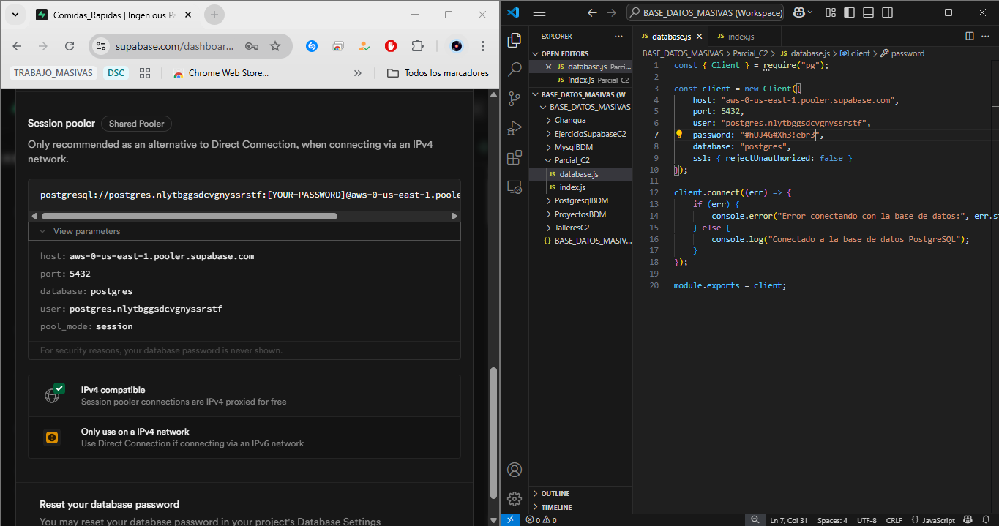 Comidas_Rapidas | Ingenious Pa
supabase.com/dashboar...
TRABAJO_MASIVAS
DSC
Chrome Web Store...
Todos los marcadores
Session pooler
Shared Pooler
Only recommended as an alternative to Direct Connection, when connecting via an IPv4
network.
postgresql://postgres.nlytbggsdcvgnyssrstf:[YOUR-PASSWORD]@aws-0-us-east-1.poole
View parameters
host: aws-0-us-east-1.pooler.supabase.com
port: 5432
database: postgres
user: postgres.nlytbggsdcvgnyssrstf
pool_mode: session
For security reasons, your database password is never shown.
IPv4 compatible
Session pooler connections are IPv4 proxied for free
Only use on a IPv4 network
Use Direct Connection if connecting via an IPv6 network
Reset your database password
You may reset your database password in your project's Database Settings
BASE_DATOS_MASIVAS (Workspace)
EXPLORER
OPEN EDITORS
JS database.js Parci...
JS index.js Parcial_C2
BASE_DATOS_MASIVAS (W...
BASE_DATOS_MASIVAS
Changua
EjercicioSupabaseC2
MysqlBDM
Parcial_C2
JS database.js
JS index.js
PostgresqlBDM
ProyectosBDM
TalleresC2
{} BASE_DATOS_MASIV...
OUTLINE
TIMELINE
JS database.js
JS index.js
BASE_DATOS_MASIVAS > Parcial_C2 > JS database.js > client > password
1 const { Client } = require("pg");
2
3 const client = new Client({
4 host: "aws-0-us-east-1.pooler.supabase.com",
5 port: 5432,
6 user: "postgres.nlytbggsdcvgnyssrstf",
7 password: "#hUJ4G#Xh3!ebr3",
8 database: "postgres",
9 ssl: { rejectUnauthorized: false }
10 });
11
12 client.connect((err) => {
13 if (err) {
14 console.error("Error conectando con la base de datos:", err.st
15 } else {
16 console.log("Conectado a la base de datos PostgreSQL");
17 }
18 });
19
20 module.exports = client;
0 0
Ln 7, Col 31
Spaces: 4
UTF-8
CRLF
{} JavaScript